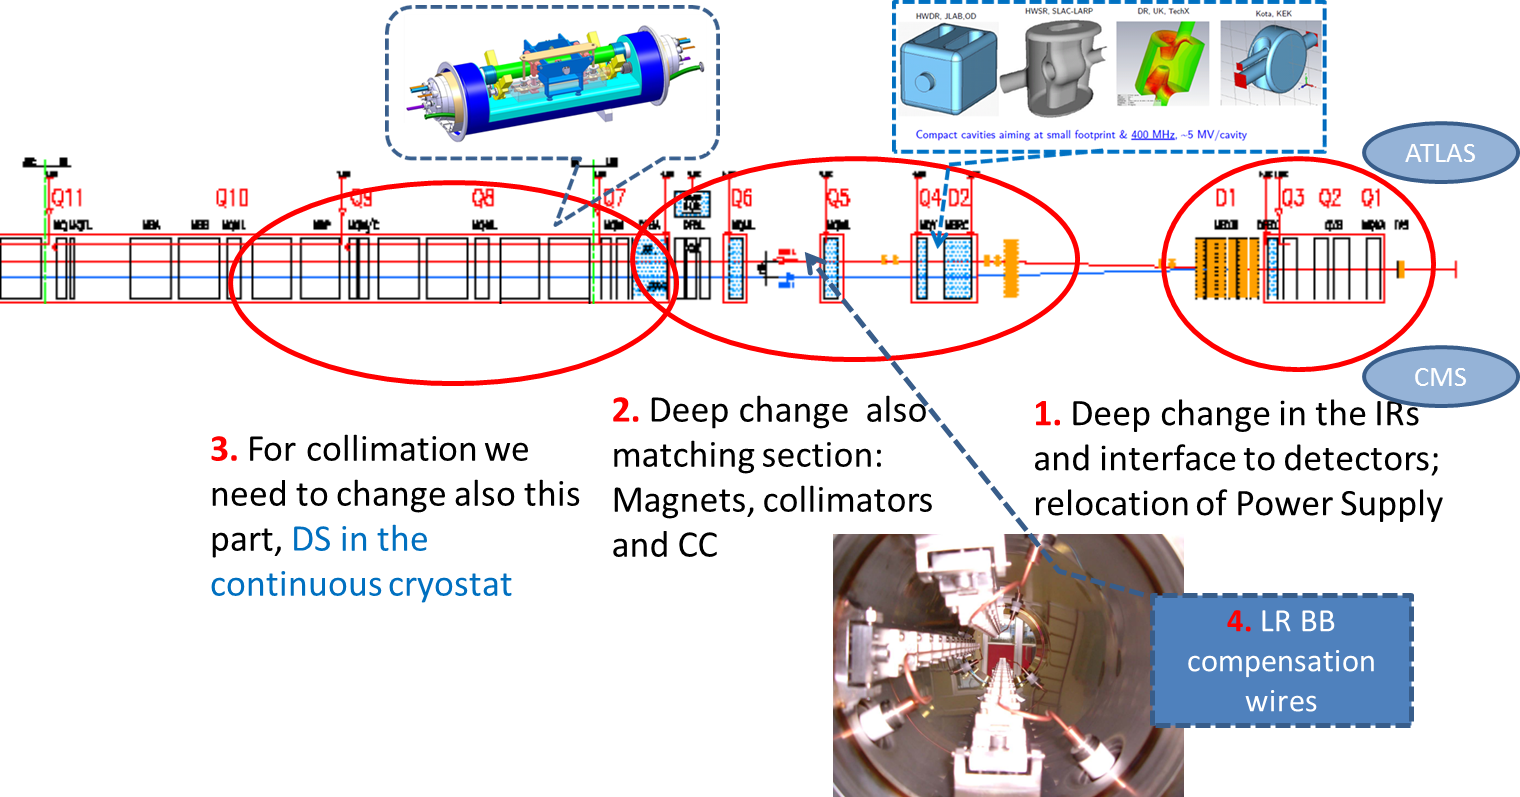 HWDR, JLAB,OD
HWSR, SLAC-LARP
DR, UK, TechX
Kota, KEK
Compact cavities aiming at small footprint & 400 MHz, ~5 MV/cavity
ATLAS
Q11
Q10
Q9
Q8
Q7
Q6
Q5
Q4
D2
D1
Q3
Q2
Q1
CMS
1. Deep change in the IRs
and interface to detectors;
relocation of Power Supply
2. Deep change also
matching section:
Magnets, collimators
and CC
3. For collimation we
need to change also this
part, DS in the
continuous cryostat
4. LR BB
compensation
wires